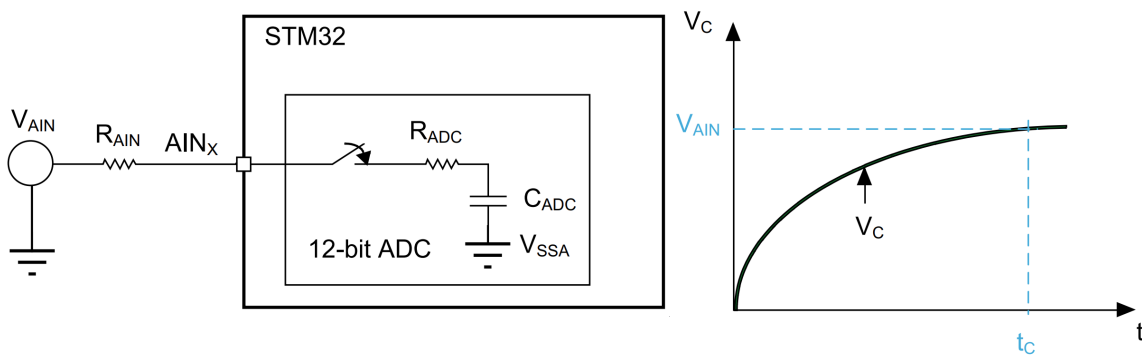 STM32
V_AIN
R_AIN
AIN_X
R_ADC
C_ADC
V_SSA
12-bit ADC
V_C
V_AIN
V_C
t_C
t